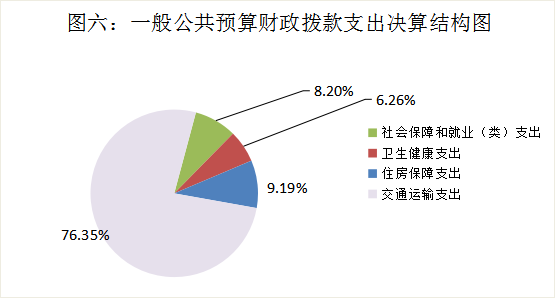 图六：一般公共预算财政拨款支出决算结构图
8.20%
6.26%
9.19%
76.35%
社会保障和就业（类）支出
卫生健康支出
住房保障支出
交通运输支出